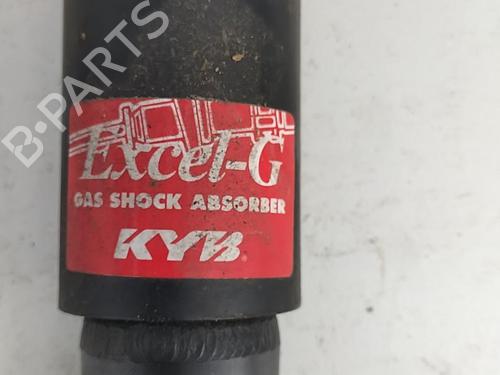 B-PARTS
Excel-G
GAS SHOCK ABSORBER
KYB